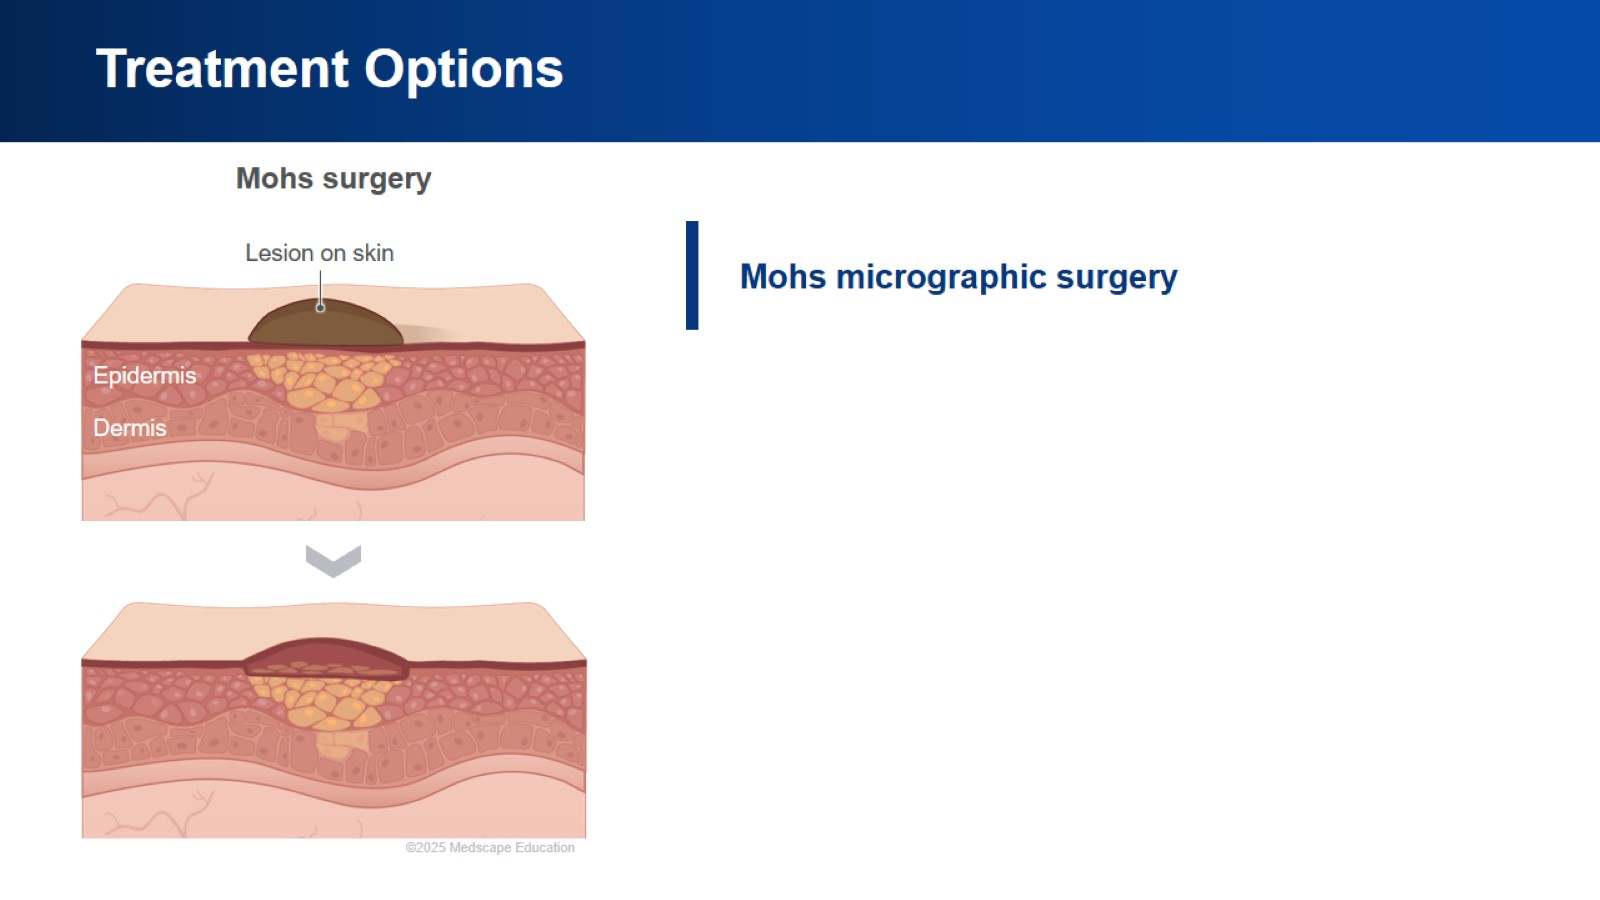 Treatment Options
Mohs surgery
Lesion on skin
Epidermis
Dermis
©2025 Medscape Education
Mohs micrographic surgery